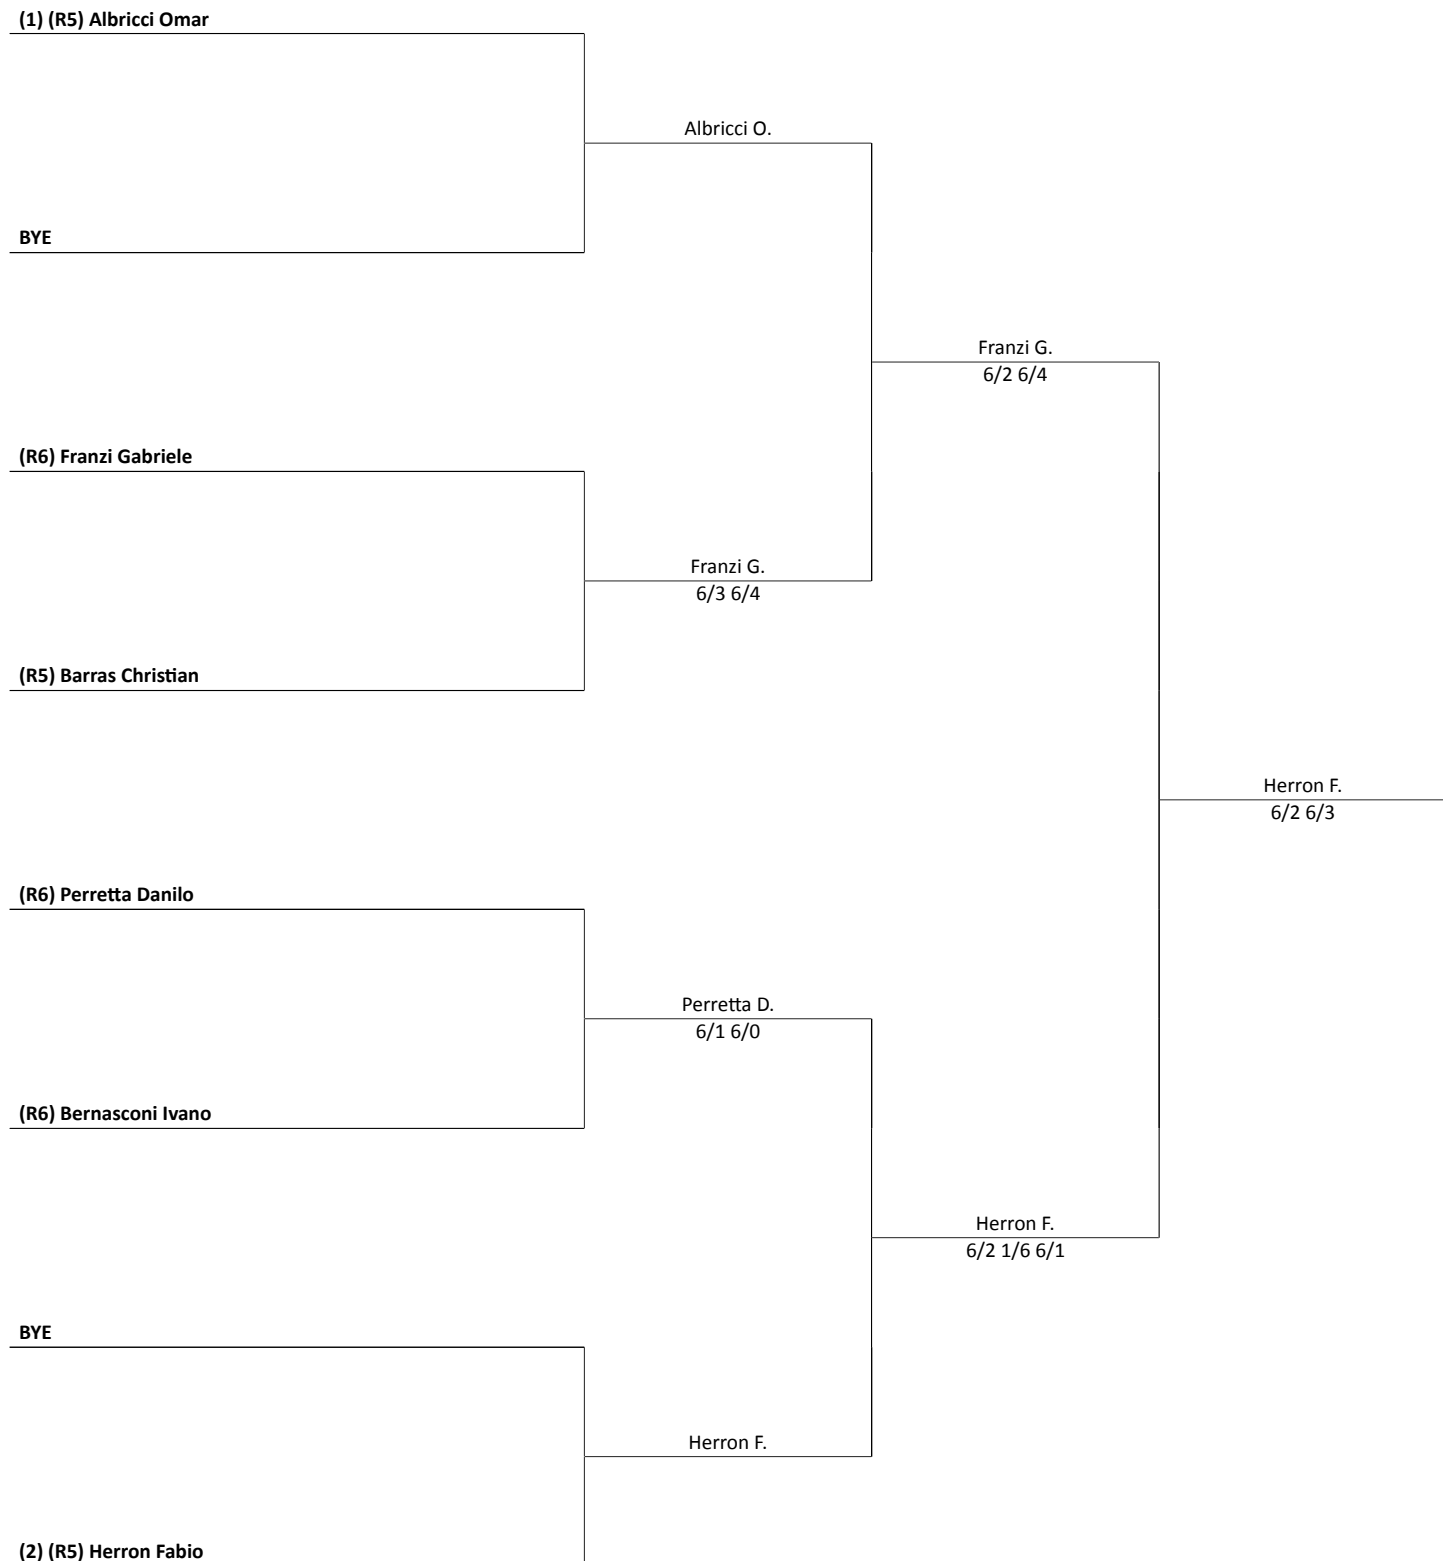 (1) (R5) Albricci Omar
Albricci O.
BYE
Franzi G.
6/2 6/4
(R6) Franzi Gabriele
Franzi G.
6/3 6/4
(R5) Barras Christian
Herron F.
6/2 6/3
(R6) Perretta Danilo
Perretta D.
6/1 6/0
(R6) Bernasconi Ivano
Herron F.
6/2 1/6 6/1
BYE
Herron F.
(2) (R5) Herron Fabio